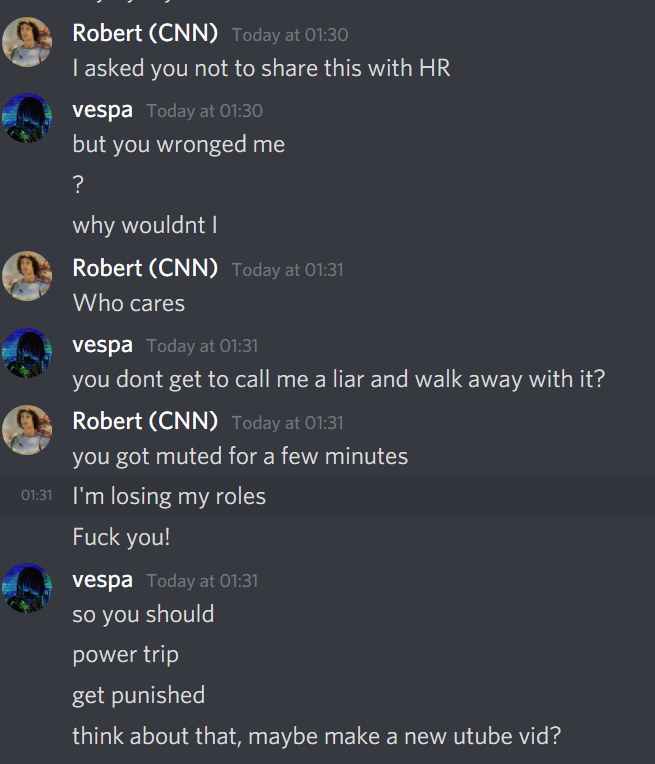 Robert (CNN) Today at 01:30
I asked you not to share this with HR
vespa Today at 01:30
but you wronged me
?
why wouldnt I
Robert (CNN) Today at 01:31
Who cares
vespa Today at 01:31
you dont get to call me a liar and walk away with it?
Robert (CNN) Today at 01:31
you got muted for a few minutes
01:31 I'm losing my roles
Fuck you!
vespa Today at 01:31
so you should
power trip
get punished
think about that, maybe make a new utube vid?